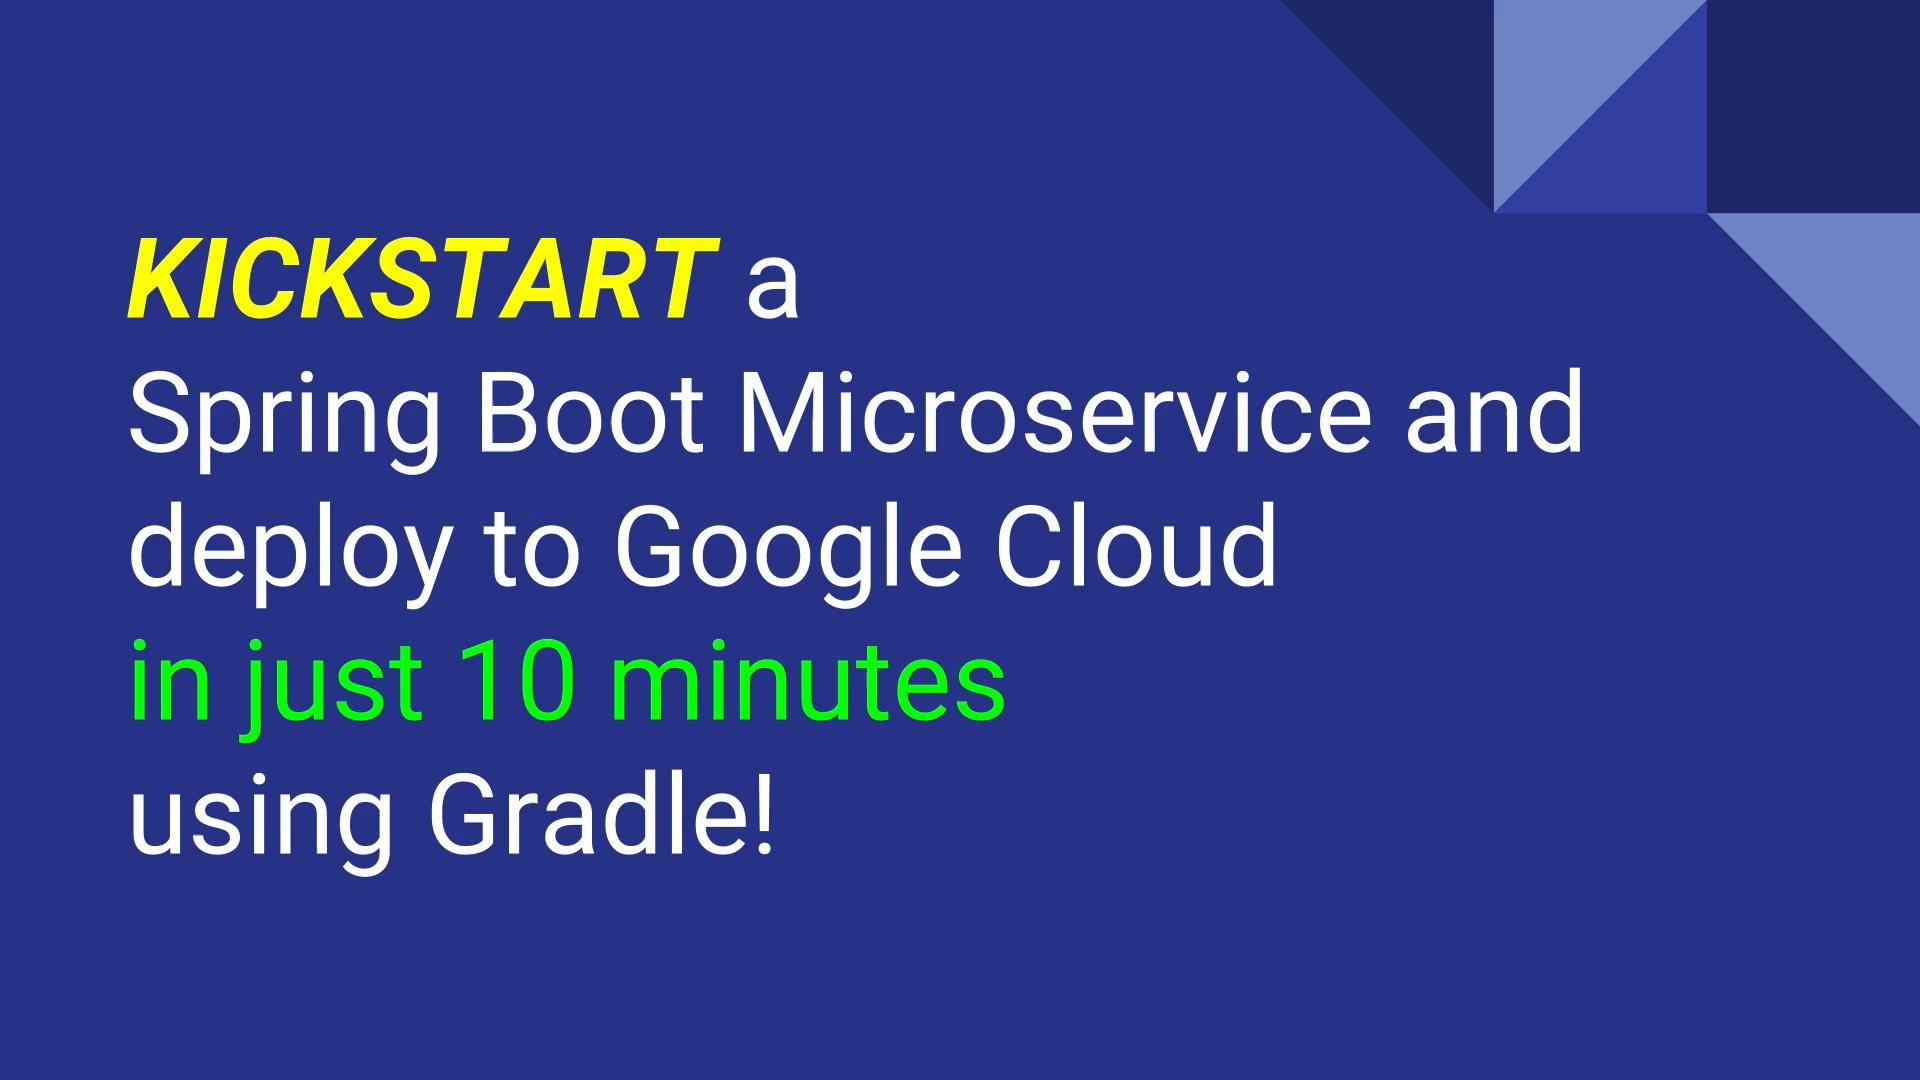 KICKSTART a
Spring Boot Microservice and
deploy to Google Cloud
in just 10 minutes
using Gradle!